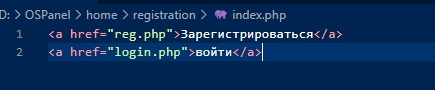 D: > OSPanel > home > registration > index.php
1 <a href="reg.php">Зарегистрироваться</a>
2 <a href="login.php">войти</a>